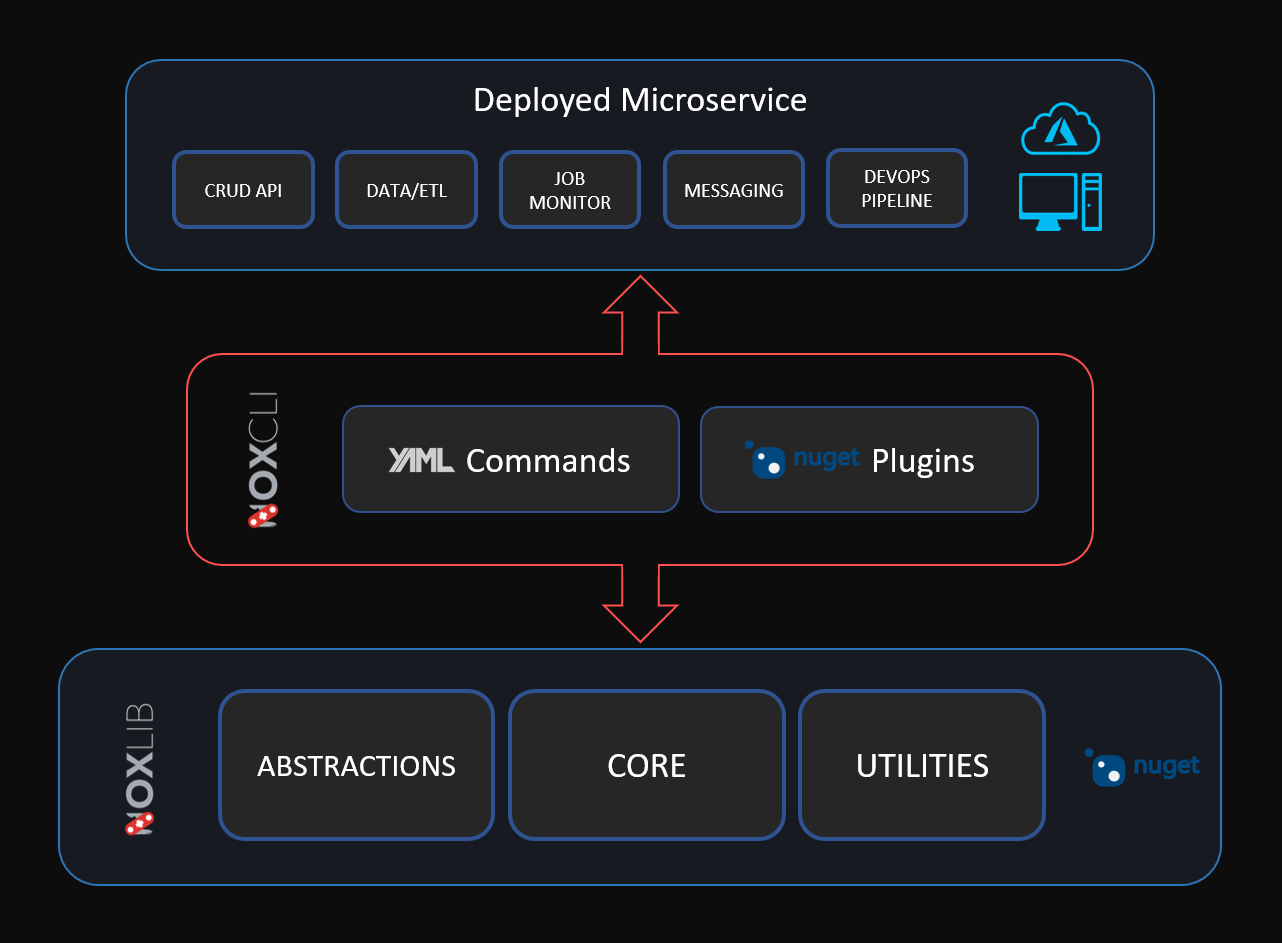 Deployed Microservice
CRUD API
DATA/ETL
JOB
MONITOR
MESSAGING
DEVOPS
PIPELINE
NOXCLI
YAML Commands
nuget Plugins
NOXLIB
ABSTRACTIONS
CORE
UTILITIES
nuget